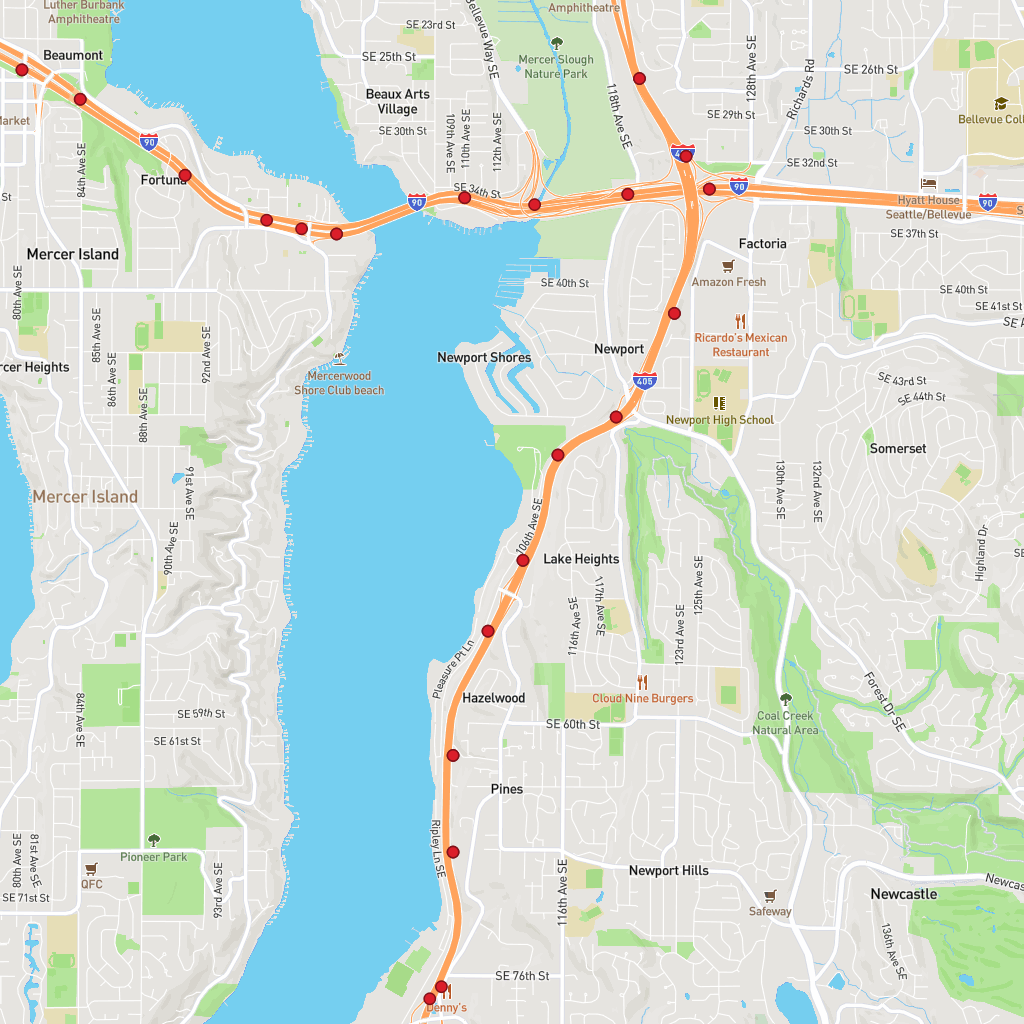 Luther Burbank
Amphitheatre
Amphitheatre
SE 23rd St
Bellevue Way SE
Beaumont
SE 25th St
Mercer Slough
Nature Park
128th Ave SE
SE 26th St
Richards Rd
Beaux Arts
Village
118th Ave SE
SE 29th St
Bellevue Coll
Market
SE 30th St
109th Ave SE
110th Ave SE
112th Ave SE
SE 30th St
90
84th Ave SE
SE 32nd St
Fortuna
90
SE 34th St
90
90
St
Hyatt House
Seattle/Bellevue
S
SE 37th St
Mercer Island
Factoria
80th Ave SE
Amazon Fresh
SE 40th St
SE 40th St
SE 41st St
85th Ave SE
92nd Ave SE
Ricardo's Mexican
Restaurant
Newport
Newport Shores
86th Ave SE
rcer Heights
Mercerwood
Shore Club beach
405
SE 43rd St
SE 44th St
88th Ave SE
Newport High School
Somerset
91st Ave SE
130th Ave SE
132nd Ave SE
Mercer Island
90th Ave SE
106th Ave SE
Highland Dr
SE
Lake Heights
116th Ave SE
117th Ave SE
125th Ave SE
123rd Ave SE
Pleasure Pt Ln
Hazelwood
Cloud Nine Burgers
Forest Dr SE
84th Ave SE
SE 59th St
SE 60th St
Coal Creek
Natural Area
SE 61st St
Pines
80th Ave SE
81st Ave SE
Ripley Ln SE
Pioneer Park
93rd Ave SE
116th Ave SE
Newport Hills
QFC
Newcas
SE 71st St
Newcastle
Safeway
136th Ave SE
SE 76th St
Denny's